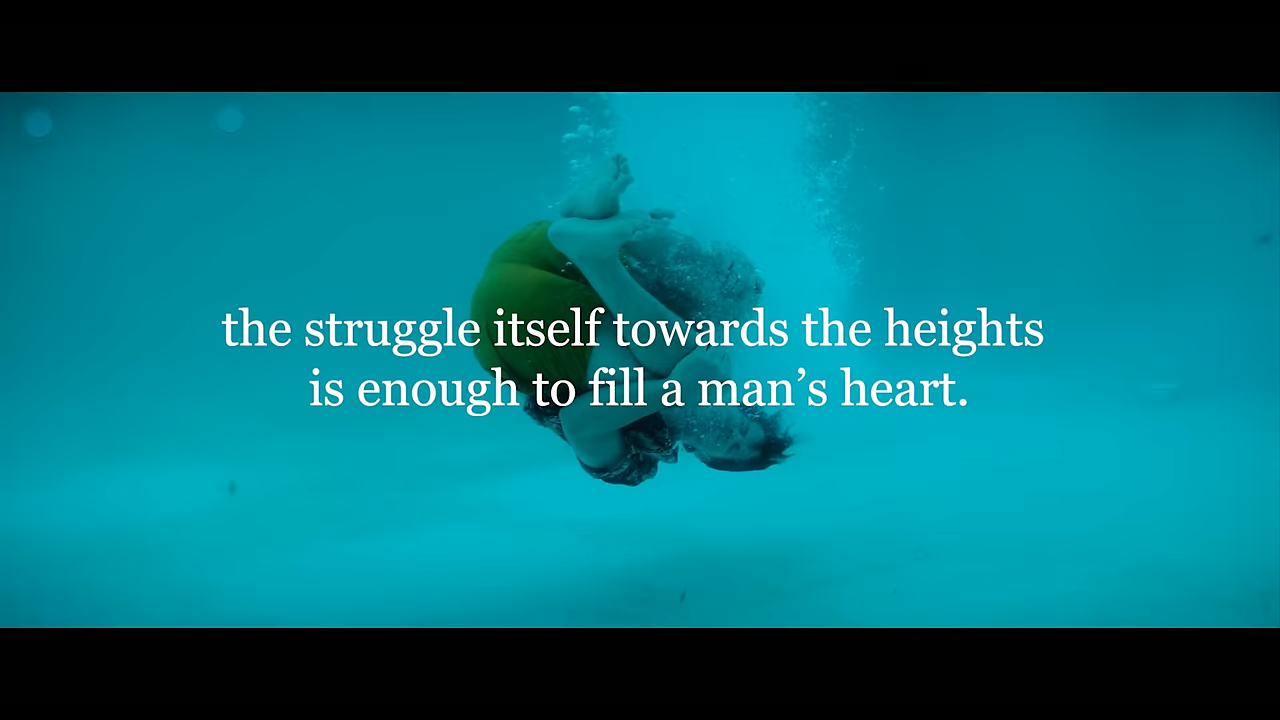 the struggle itself towards the heights
is enough to fill a man’s heart.